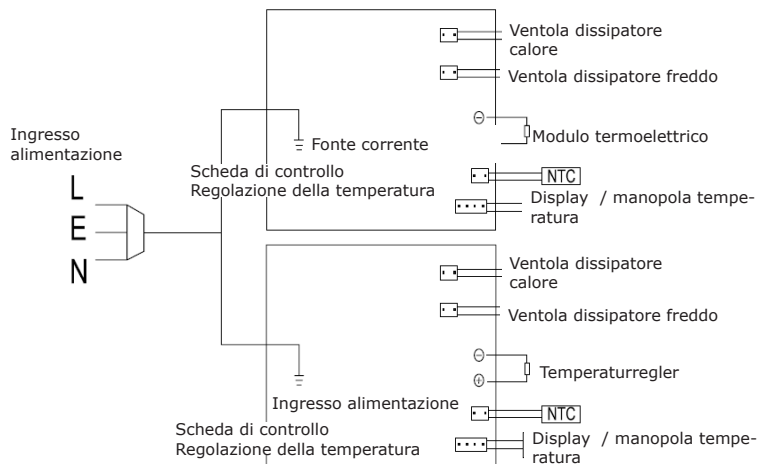 Ventola dissipatore
calore
Ventola dissipatore freddo
⊖
Modulo termoelettrico
Fonte corrente
Scheda di controllo
Regolazione della temperatura
NTC
Display / manopola tempe-
ratura
Ingresso
alimentazione
L
E
N
Ventola dissipatore
calore
Ventola dissipatore freddo
⊖
⊕
Temperaturregler
Ingresso alimentazione
NTC
Scheda di controllo
Regolazione della temperatura
Display / manopola tempe-
ratura